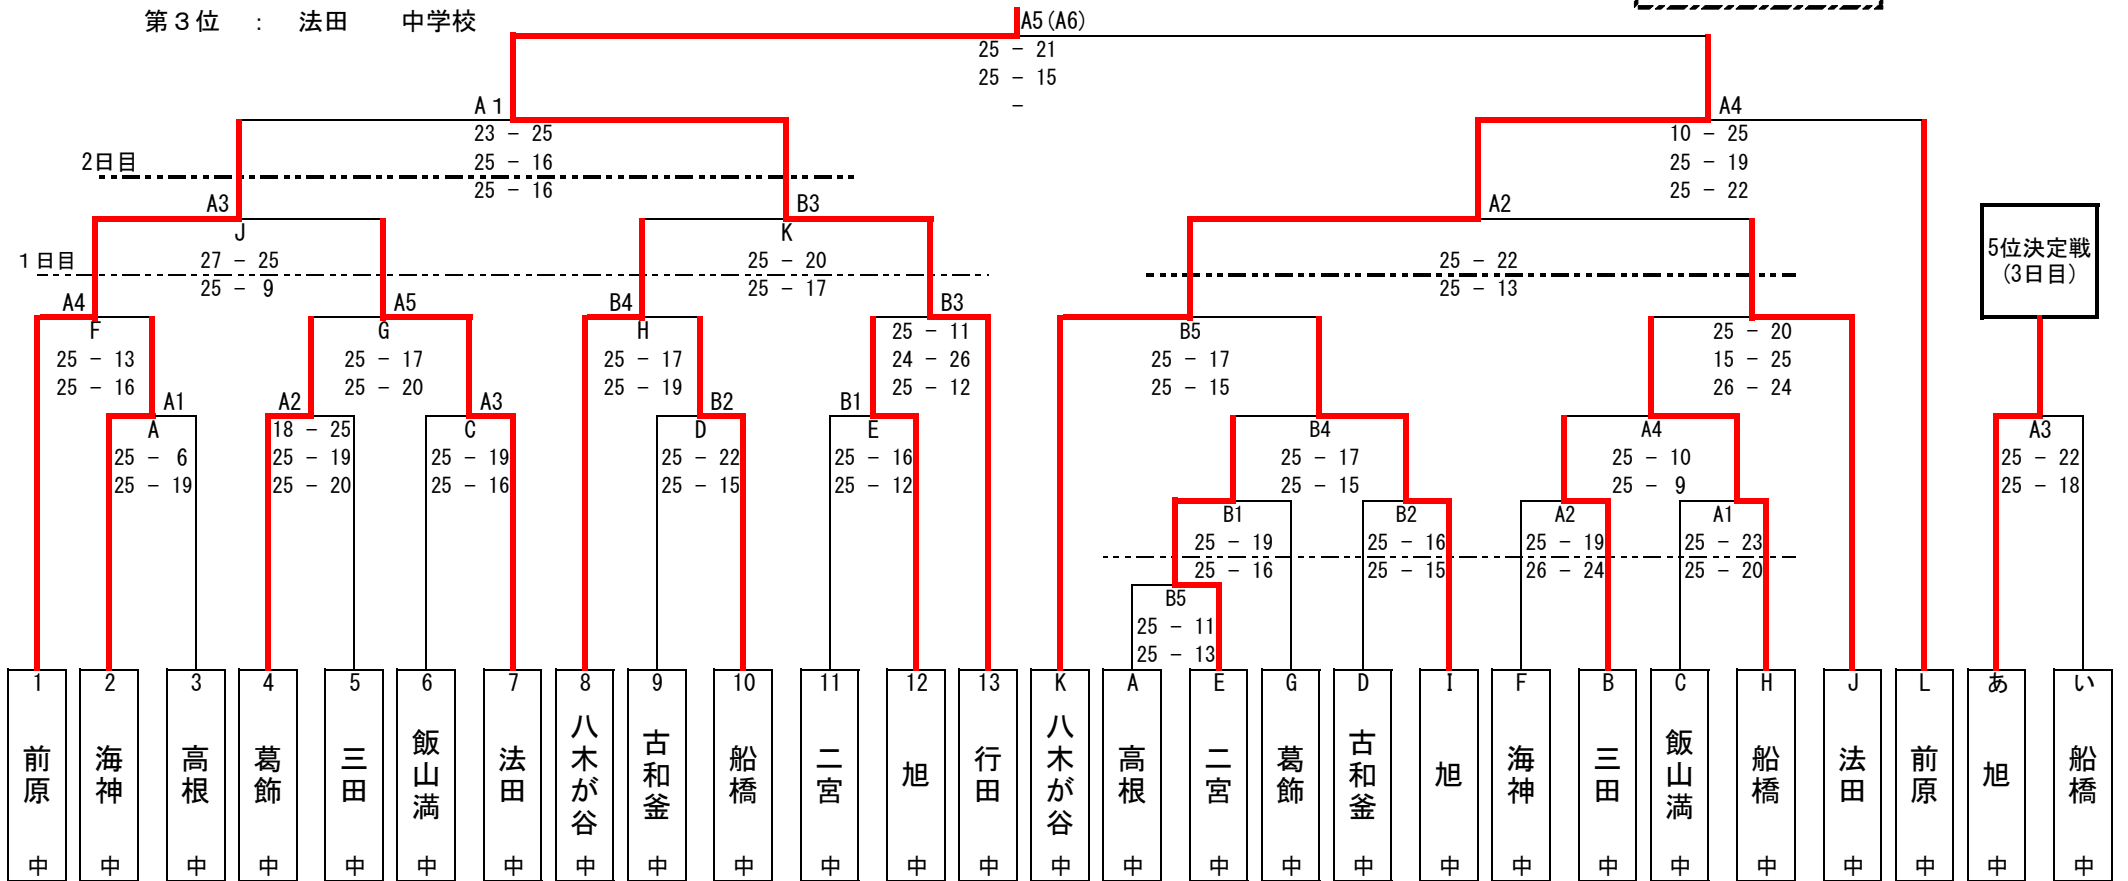 第３位 : 法田 中学校
A5(A6)
25 - 21
25 - 15
-
A１
23 - 25
25 - 16
25 - 16
A4
10 - 25
25 - 19
25 - 22
2日目
A3
J
27 - 25
25 - 9
B3
K
25 - 20
25 - 17
A2
25 - 22
25 - 13
5位決定戦
(3日目)
１日目
A4
F
25 - 13
25 - 16
A5
G
25 - 17
25 - 20
B4
H
25 - 17
25 - 19
B3
25 - 11
24 - 26
25 - 12
B5
25 - 17
25 - 15
25 - 20
15 - 25
26 - 24
A1
A
25 - 6
25 - 19
A2
18 - 25
25 - 19
25 - 20
A3
C
25 - 19
25 - 16
B2
D
25 - 22
25 - 15
B1
E
25 - 16
25 - 12
B4
25 - 17
25 - 15
A4
25 - 10
25 - 9
A3
25 - 22
25 - 18
B1
25 - 19
25 - 16
B2
25 - 16
25 - 15
A2
25 - 19
26 - 24
A1
25 - 23
25 - 20
B5
25 - 11
25 - 13
1 前原 中
2 海神 中
3 高根 中
4 葛飾 中
5 三田 中
6 飯山満 中
7 法田 中
8 八木が谷 中
9 古和釜 中
10 船橋 中
11 二宮 中
12 旭 中
13 行田 中
K 八木が谷 中
A 高根 中
E 二宮 中
G 葛飾 中
D 古和釜 中
I 旭 中
F 海神 中
B 三田 中
C 飯山満 中
H 船橋 中
J 法田 中
L 前原 中
あ 旭 中
い 船橋 中